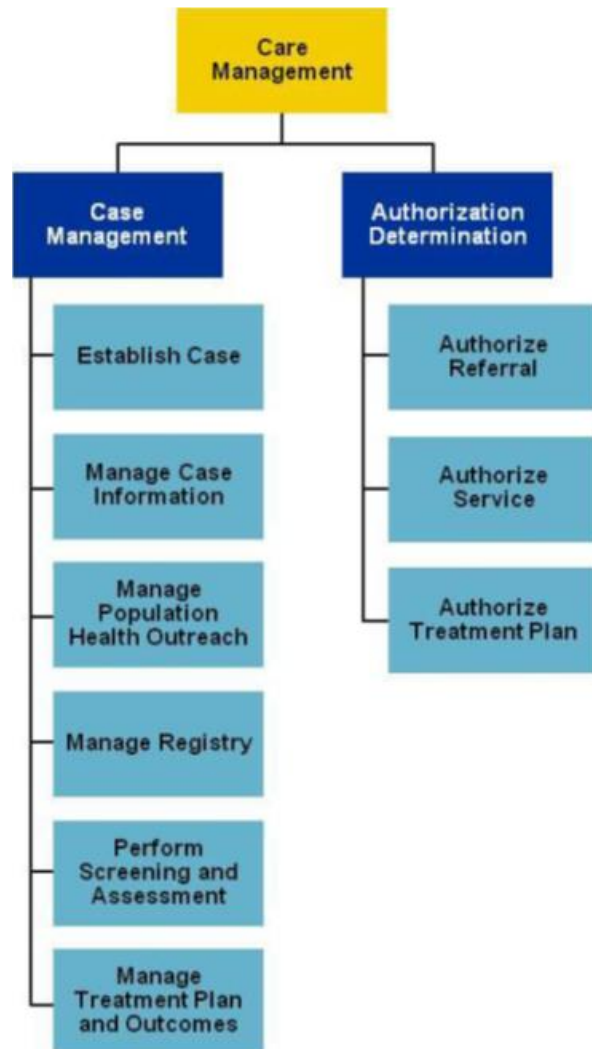 Care
Management
Case
Management
Authorization
Determination
Establish Case
Manage Case
Information
Manage
Population
Health Outreach
Manage Registry
Perform
Screening and
Assessment
Manage
Treatment Plan
and Outcomes
Authorize
Referral
Authorize
Service
Authorize
Treatment Plan